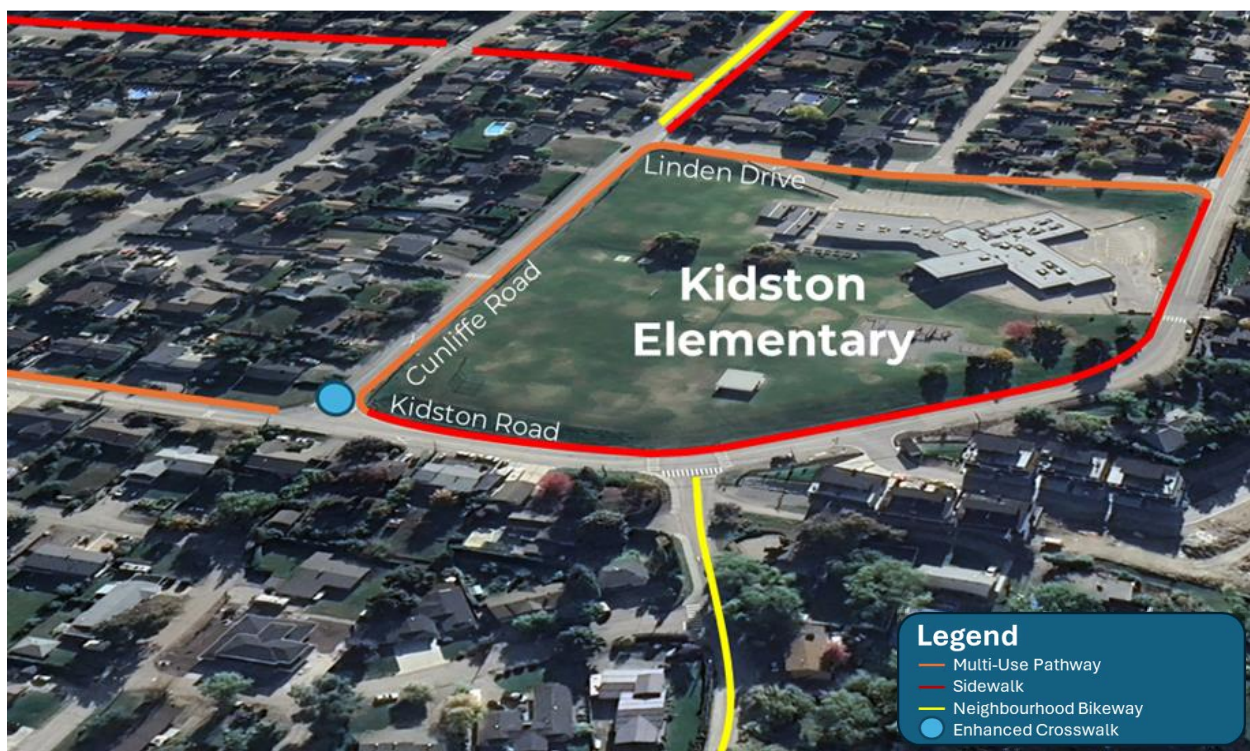 Linden Drive
Kidston
Elementary
Cunliffe Road
Kidston Road
Legend
Multi-Use Pathway
Sidewalk
Neighbourhood Bikeway
Enhanced Crosswalk